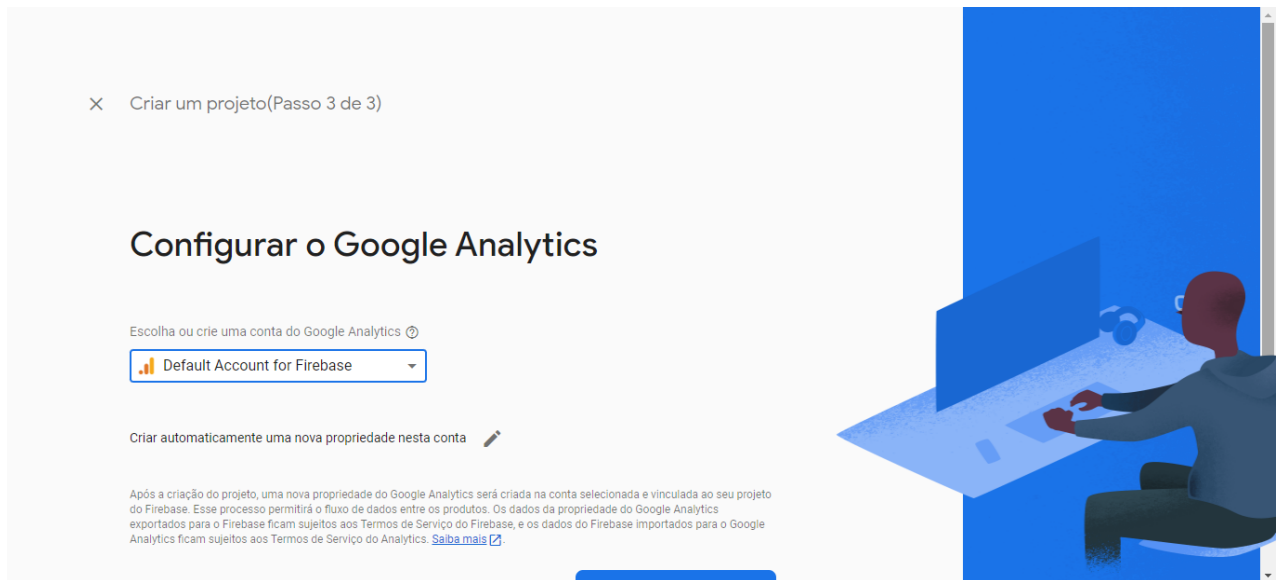 Criar um projeto(Passo 3 de 3)
Configurar o Google Analytics
Escolha ou crie uma conta do Google Analytics
Default Account for Firebase
Criar automaticamente uma nova propriedade nesta conta
Após a criação do projeto, uma nova propriedade do Google Analytics será criada na conta selecionada e vinculada ao seu projeto
do Firebase. Esse processo permitirá o fluxo de dados entre os produtos. Os dados da propriedade do Google Analytics
exportados para o Firebase ficam sujeitos aos Termos de Serviço do Firebase, e os dados do Firebase importados para o Google
Analytics ficam sujeitos aos Termos de Serviço do Analytics. Saiba mais.